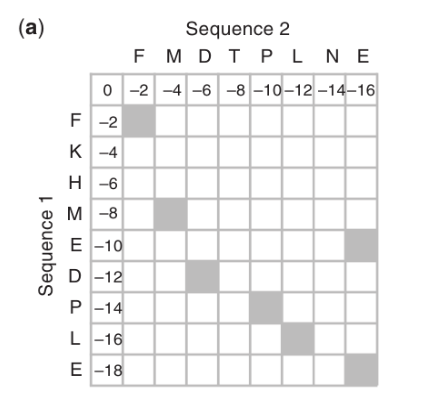 (a)
Sequence 2
F M D T P L N E
0 –2 –4 –6 –8 –10 –12 –14 –16
F –2
K –4
H –6
M –8
E –10
D –12
P –14
L –16
E –18
Sequence 1